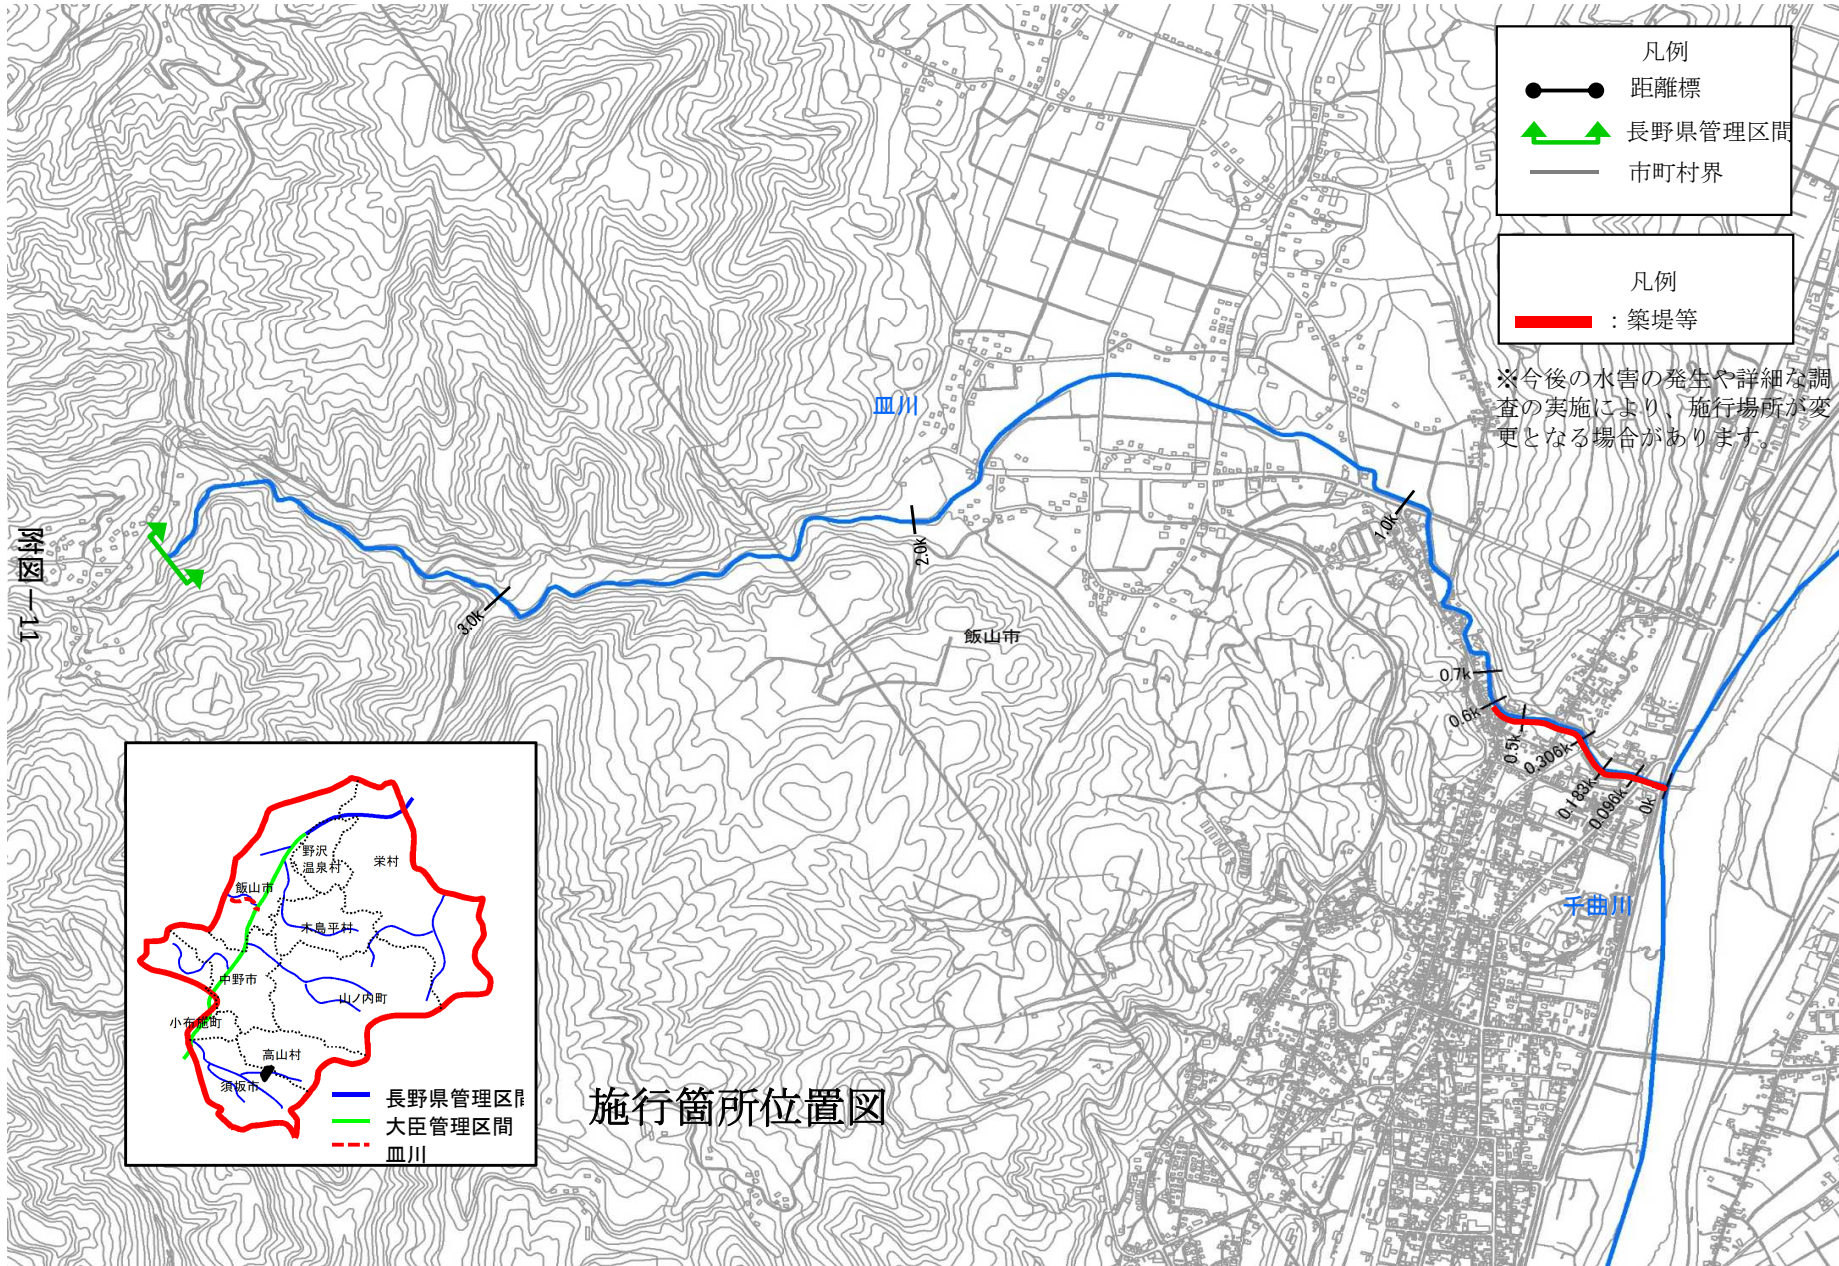 凡例
距離標
長野県管理区間
市町村界
凡例
：築堤等
※今後の水害の発生や詳細な調
査の実施により、施行場所が変
更となる場合があります。
皿川
1.0k
2.0k
3.0k
飯山市
0.7k
0.6k
0.5k
0.306k
0.183k
0.096k
0k
千曲川
附図－11
野沢
温泉村
栄村
飯山市
木島平村
中野市
山ノ内町
小布施町
高山村
須坂市
長野県管理区間
大臣管理区間
皿川
施行箇所位置図